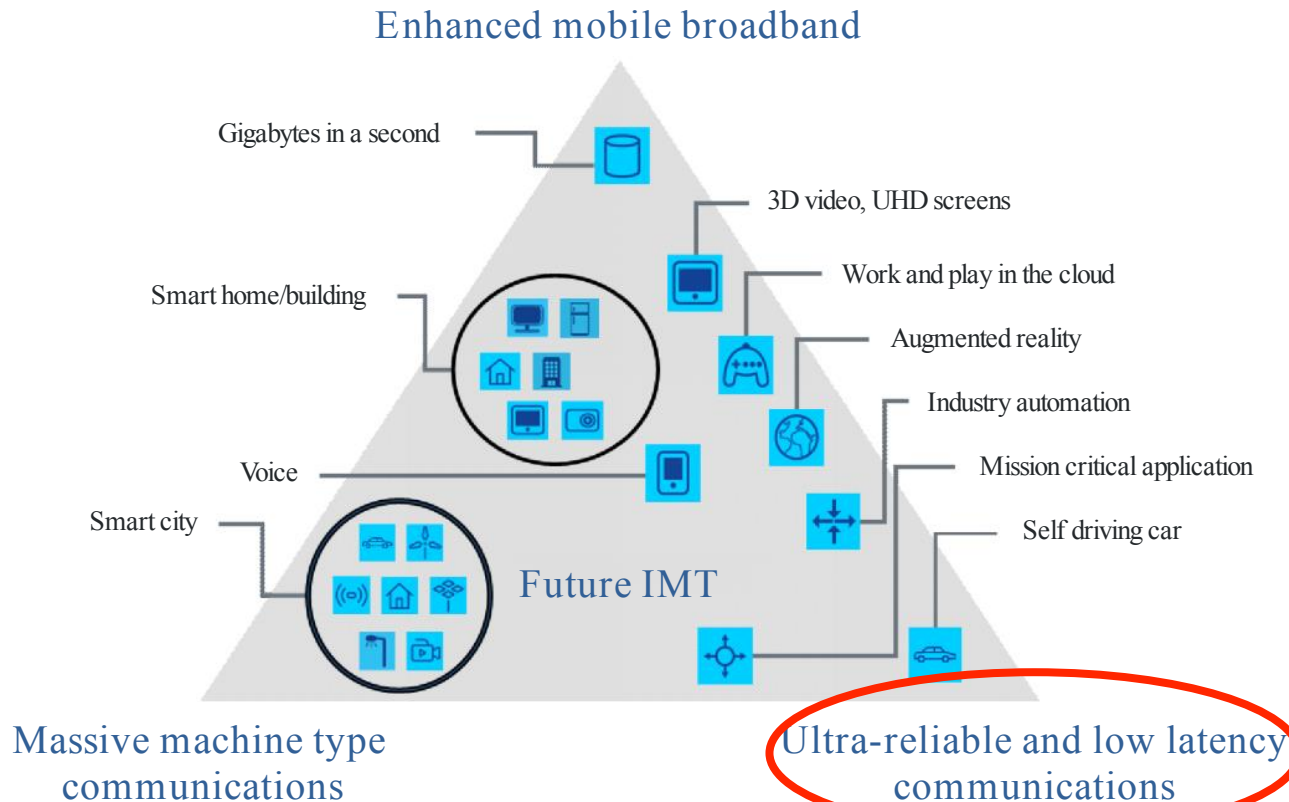 Enhanced mobile broadband
Gigabytes in a second
3D video, UHD screens
Work and play in the cloud
Smart home/building
Augmented reality
Industry automation
Voice
Mission critical application
Smart city
Self driving car
Future IMT
Massive machine type
communications
Ultra-reliable and low latency
communications